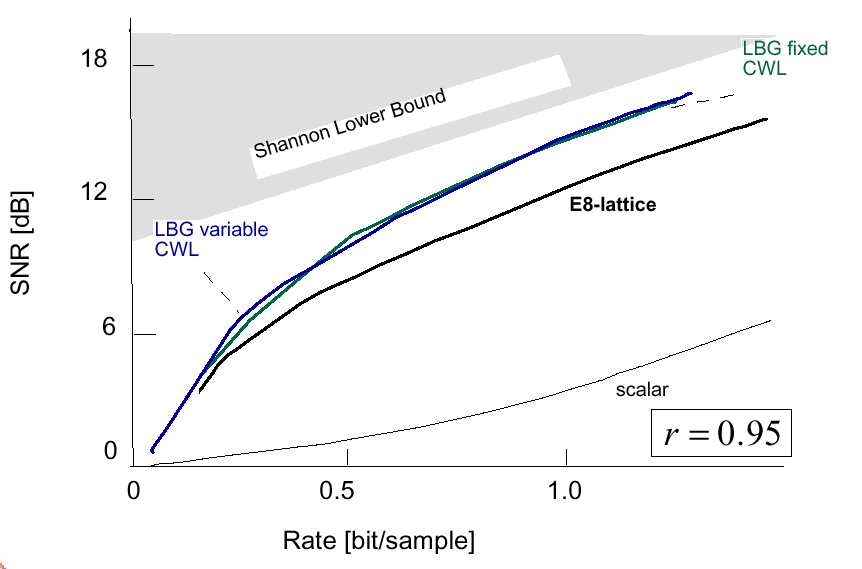 18
LBG fixed
CWL
Shannon Lower Bound
12
SNR [dB]
LBG variable
CWL
E8-lattice
6
scalar
r = 0.95
0
0
0.5
1.0
Rate [bit/sample]